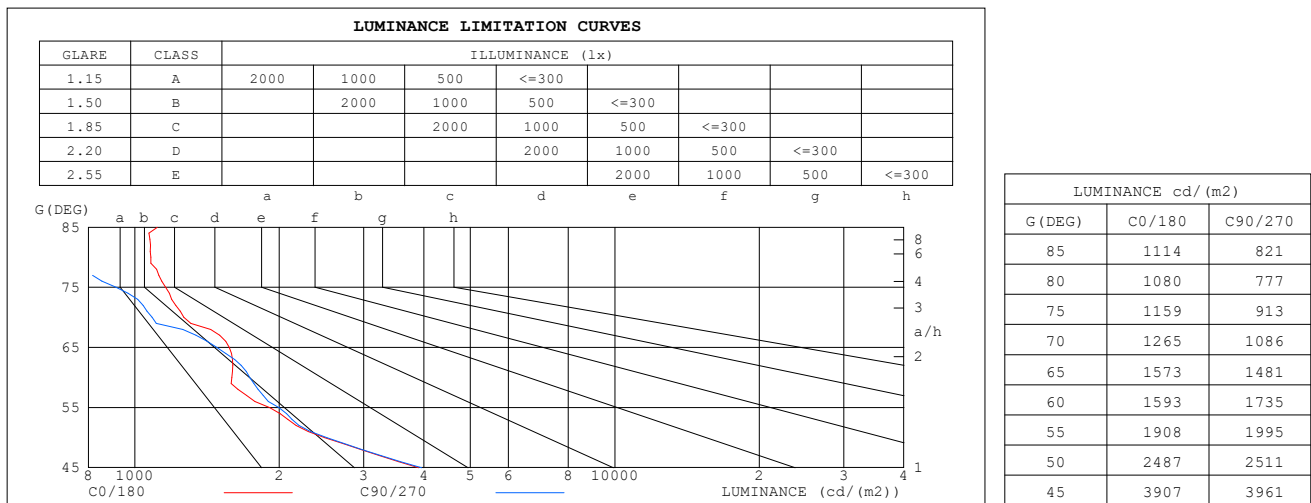 LUMINANCE LIMITATION CURVES
GLARE CLASS ILLUMINANCE (lx)
1.15 A 2000 1000 500 <=300
1.50 B 2000 1000 500 <=300
1.85 C 2000 1000 500 <=300
2.20 D 2000 1000 500 <=300
2.55 E 2000 1000 500 <=300
a b c d e f g h
G(DEG)
a b c d e f g h
85 8
6
75 4
3
a/h
65 2
55
45 1
8 1000 2 3 4 5 6 8 10000 2 3 4
C0/180 C90/270 LUMINANCE (cd/(m2))
LUMINANCE cd/(m2)
G(DEG) C0/180 C90/270
85 1114 821
80 1080 777
75 1159 913
70 1265 1086
65 1573 1481
60 1593 1735
55 1908 1995
50 2487 2511
45 3907 3961